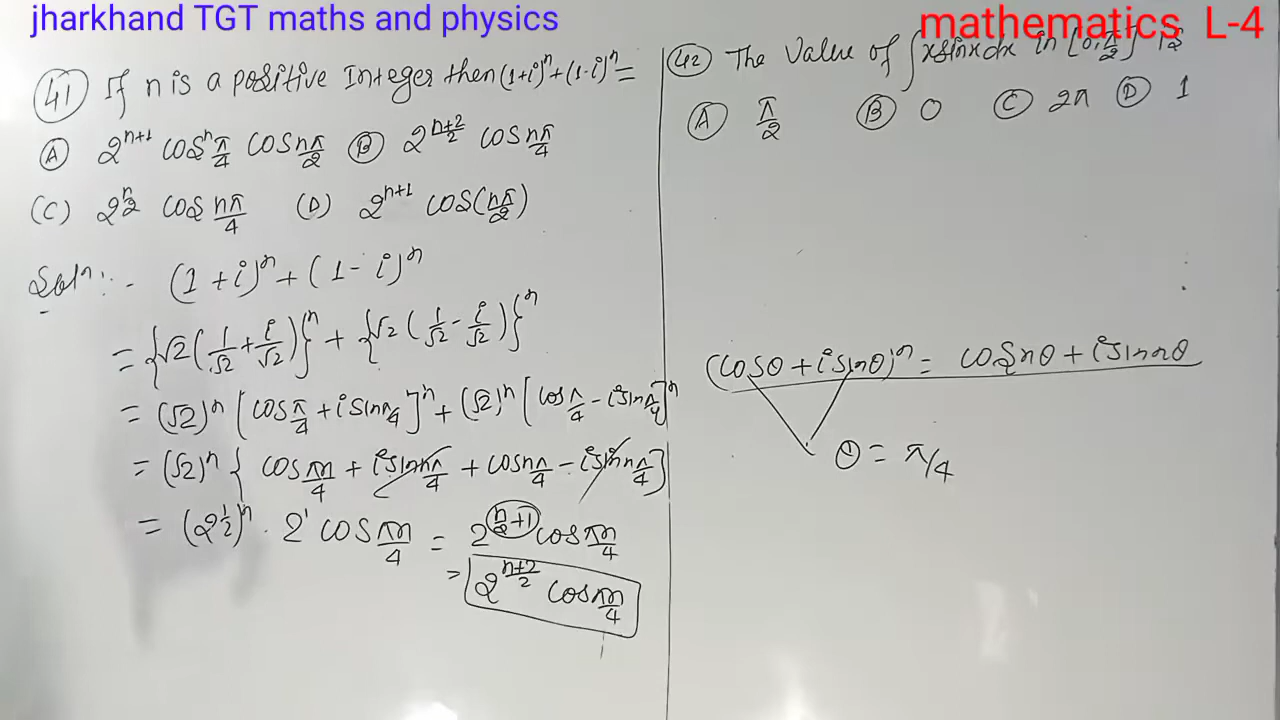 jharkhand TGT maths and physics
mathematics L-4
(41) If n is a positive Integer then (1+i)^n + (1-i)^n =
(A) 2^{n+1} cos^n π/4 cos nπ/2 (B) 2^{(n+2)/2} cos nπ/4
(C) 2^{n/2} cos nπ/4 (D) 2^{n+1} cos(nπ/2)
Solⁿ:- (1+i)^n + (1-i)^n
= {√2(1/√2 + i/√2)}^n + {√2(1/√2 - i/√2)}^n
= (√2)^n [cos π/4 + i sin π/4]^n + (√2)^n [cos π/4 - i sin π/4]^n
= (√2)^n { cos πn/4 + i sin nπ/4 + cos nπ/4 - i sin nπ/4 ]
= (2^{1/2})^n . 2^1 cos πn/4 = 2^{n/2+1} cos πn/4
= 2^{(n+2)/2} cos πn/4
(42) The Value of ∫x sinx dx in [0, π/2] is
(A) π/2 (B) 0 (C) 2π (D) 1
(cosθ + i sinθ)^n = cos nθ + i sin nθ
θ = π/4